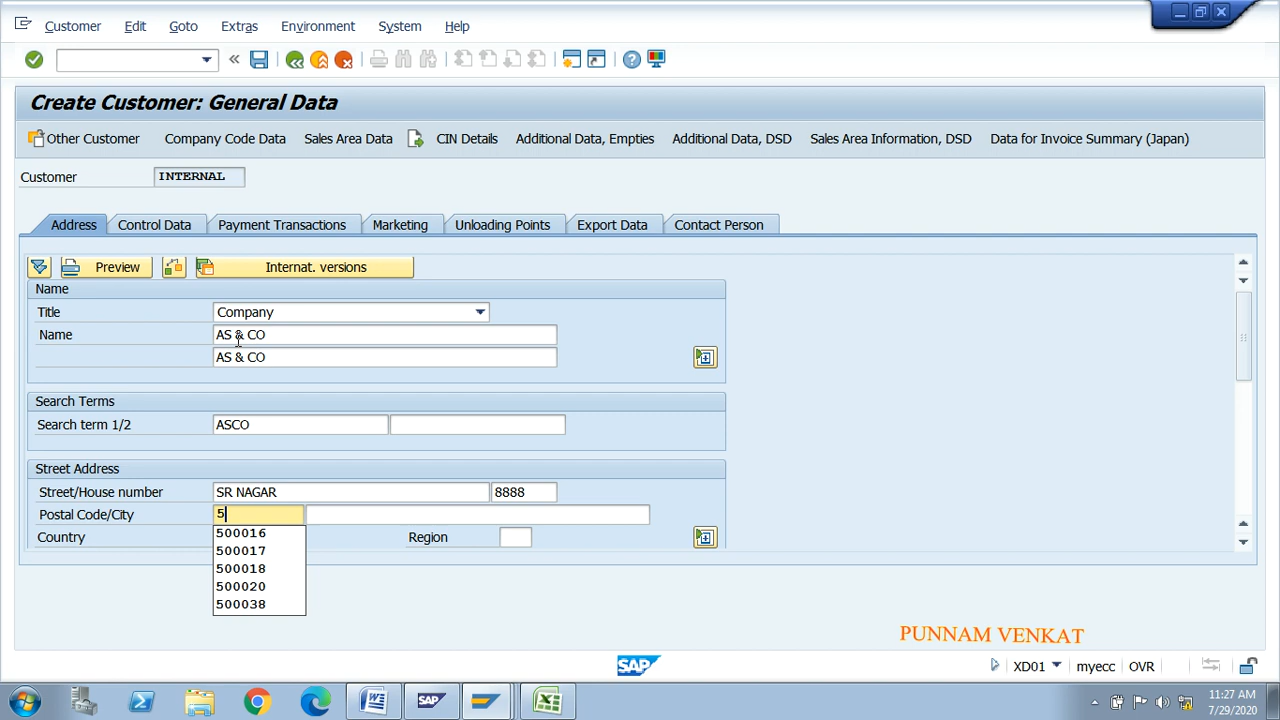 Customer Edit Goto Extras Environment System Help
Create Customer: General Data
Other Customer Company Code Data Sales Area Data CIN Details Additional Data, Empties Additional Data, DSD Sales Area Information, DSD Data for Invoice Summary (Japan)
Customer INTERNAL
Address Control Data Payment Transactions Marketing Unloading Points Export Data Contact Person
Preview Internat. versions
Name
Title Company
Name AS & CO
AS & CO
Search Terms
Search term 1/2 ASCO
Street Address
Street/House number SR NAGAR 8888
Postal Code/City 5
Country Region
500016
500017
500018
500020
500038
PUNNAM VENKAT
SAP XD01 myecc OVR
11:27 AM
7/29/2020